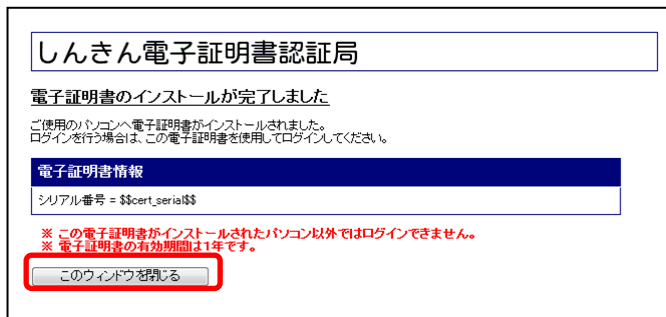 しんきん電子証明書認証局
電子証明書のインストールが完了しました
ご使用のパソコンへ電子証明書がインストールされました。
ログインを行う場合は、この電子証明書を使用してログインしてください。
電子証明書情報
シリアル番号 = $$cert_serial$$
※ この電子証明書がインストールされたパソコン以外ではログインできません。
※ 電子証明書の有効期間は1年です。
このウィンドウを閉じる